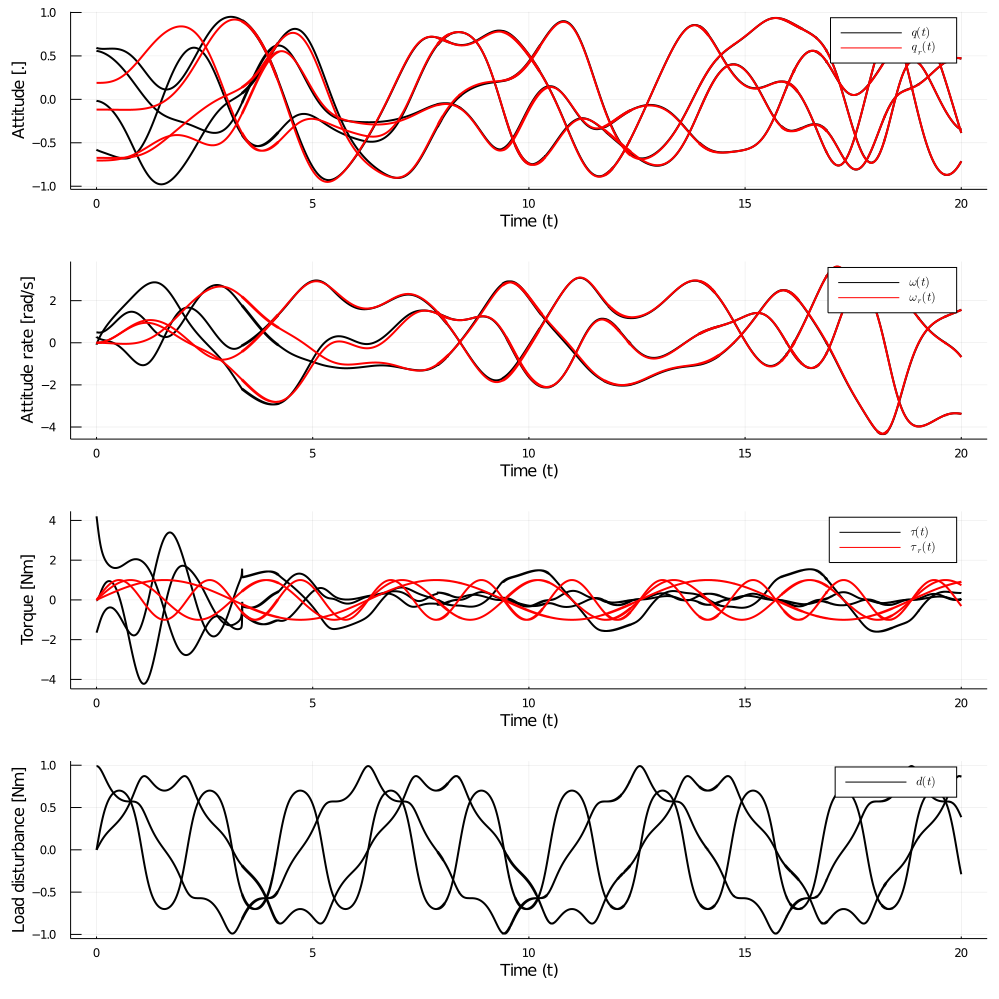 Attitude [.]
1.0
0.5
0.0
−0.5
−1.0
q(t)
q_r(t)
0 5 10 15 20
Time (t)
Attitude rate [rad/s]
2
0
−2
−4
ω(t)
ω_r(t)
0 5 10 15 20
Time (t)
Torque [Nm]
4
2
0
−2
−4
τ(t)
τ_r(t)
0 5 10 15 20
Time (t)
Load disturbance [Nm]
1.0
0.5
0.0
−0.5
−1.0
d(t)
0 5 10 15 20
Time (t)